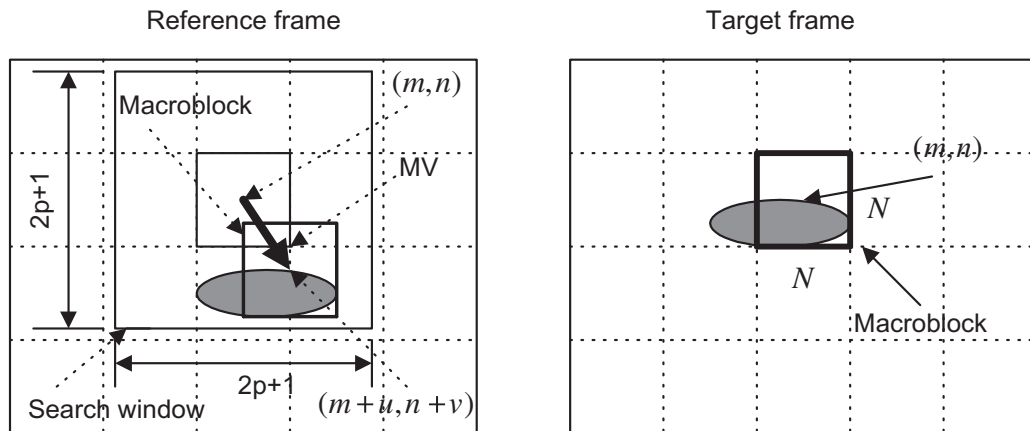 Reference frame
Target frame
(m,n)
Macroblock
MV
2p+1
2p+1
Search window
(m+u,n+v)
(m,n)
N
N
Macroblock